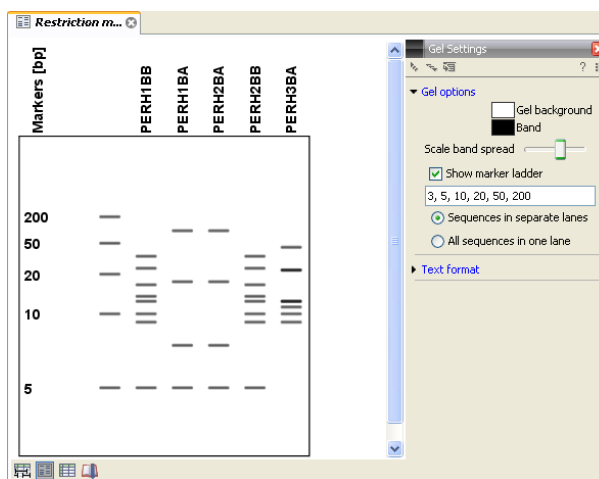 Restriction m...
Markers [bp]
PERH1BB
PERH1BA
PERH2BA
PERH2BB
PERH3BA
200
50
20
10
5
Gel Settings
?
Gel options
Gel background
Band
Scale band spread
Show marker ladder
3, 5, 10, 20, 50, 200
Sequences in separate lanes
All sequences in one lane
Text format